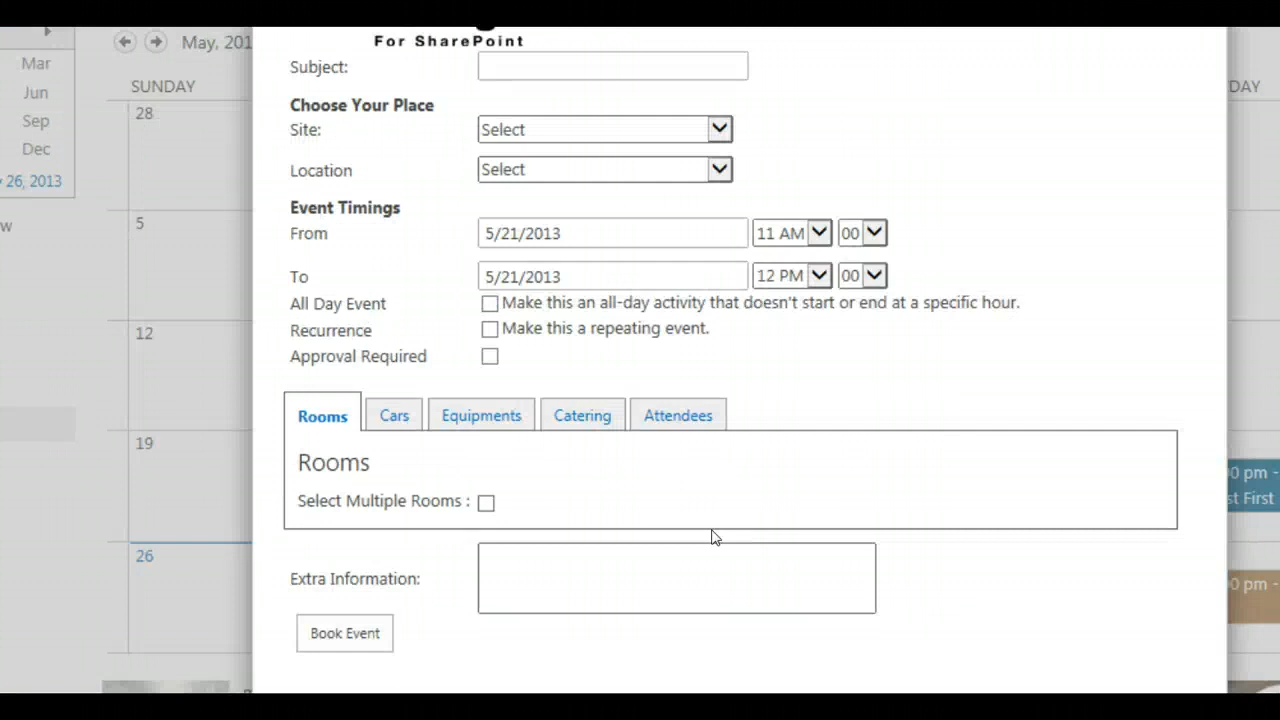 For SharePoint
May, 201
Mar
Jun
Sep
Dec
26, 2013
SUNDAY
28
5
12
19
26
Subject:
Choose Your Place
Site: Select
Location Select
Event Timings
From 5/21/2013 11 AM 00
To 5/21/2013 12 PM 00
All Day Event Make this an all-day activity that doesn't start or end at a specific hour.
Recurrence Make this a repeating event.
Approval Required
Rooms Cars Equipments Catering Attendees
Rooms
Select Multiple Rooms :
Extra Information:
Book Event
DAY
0 pm -
st First
0 pm -